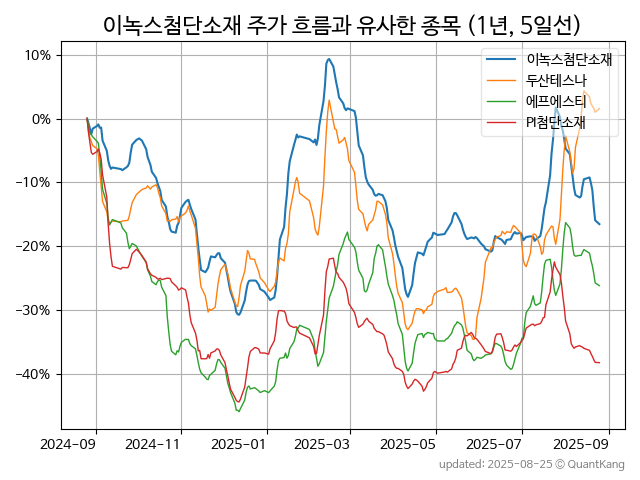 이녹스첨단소재 주가 흐름과 유사한 종목 (1년, 5일선)
이녹스첨단소재
두산테스나
에프에스티
PI첨단소재
10%
0%
−10%
−20%
−30%
−40%
2024-09
2024-11
2025-01
2025-03
2025-05
2025-07
2025-09
updated: 2025-08-25 © QuantKang